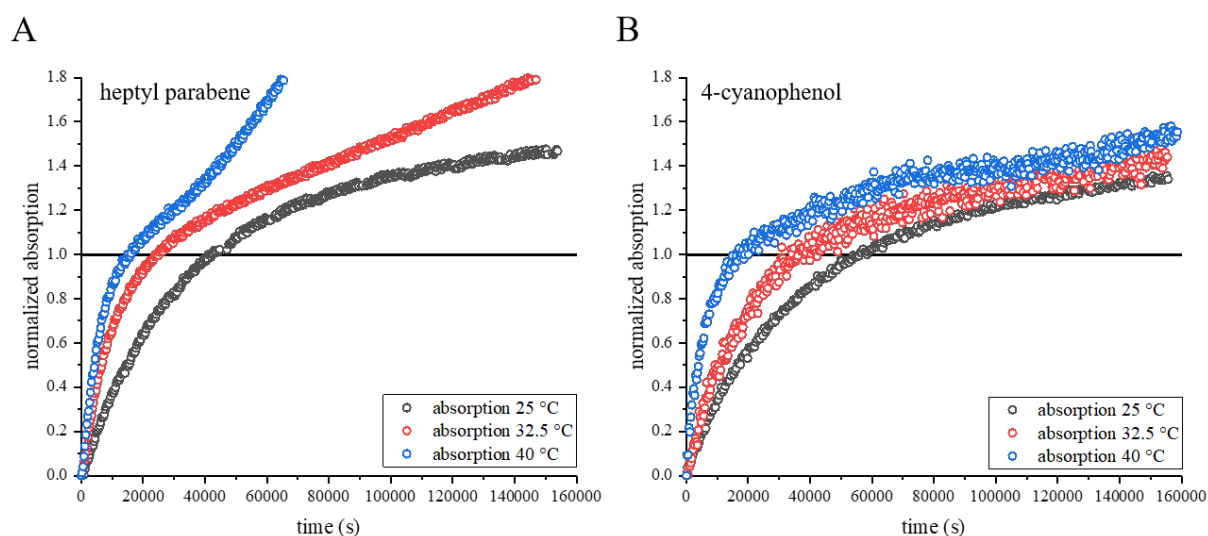 A
heptyl parabene
normalized absorption
1.8
1.6
1.4
1.2
1.0
0.8
0.6
0.4
0.2
0.0
0
20000
40000
60000
80000
100000
120000
140000
160000
time (s)
absorption 25 °C
absorption 32.5 °C
absorption 40 °C
B
4-cyanophenol
normalized absorption
1.8
1.6
1.4
1.2
1.0
0.8
0.6
0.4
0.2
0.0
0
20000
40000
60000
80000
100000
120000
140000
160000
time (s)
absorption 25 °C
absorption 32.5 °C
absorption 40 °C